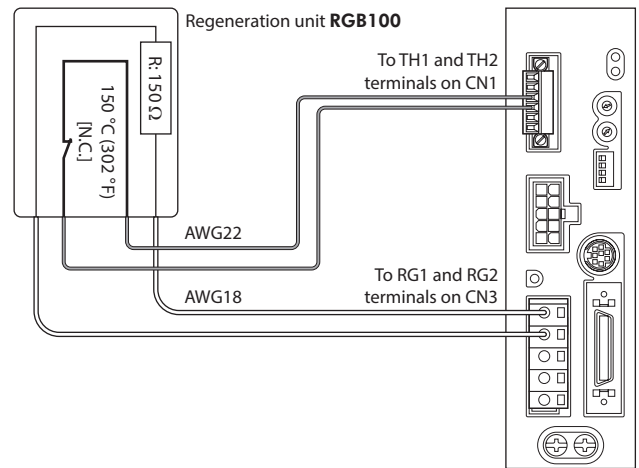 Regeneration unit RGB100
R: 150 Ω
150 °C (302 °F)
[N.C.]
To TH1 and TH2
terminals on CN1
AWG22
To RG1 and RG2
terminals on CN3
AWG18